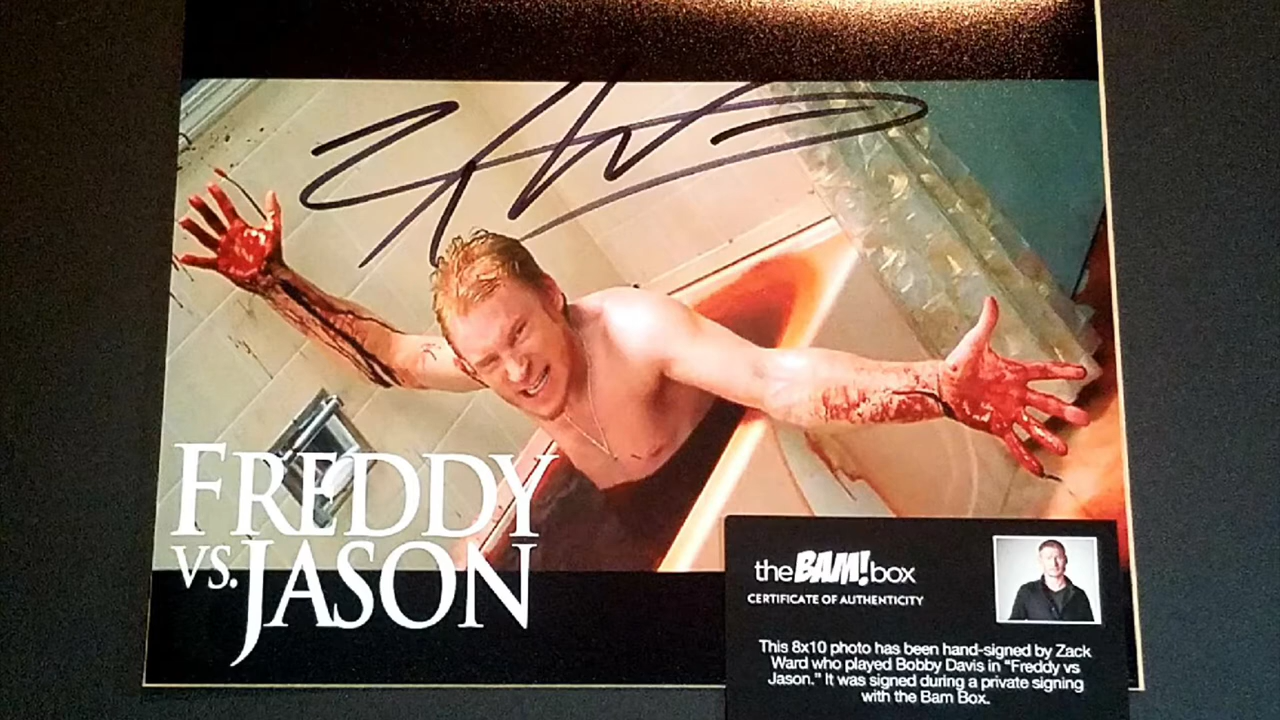 FREDDY
VS. JASON
theBAM!box
CERTIFICATE OF AUTHENTICITY
This 8x10 photo has been hand-signed by Zack
Ward who played Bobby Davis in "Freddy vs
Jason." It was signed during a private signing
with the Bam Box.